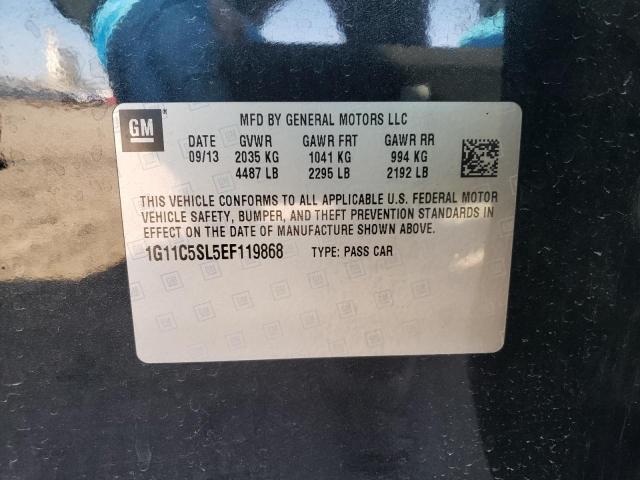 GM
MFD BY GENERAL MOTORS LLC
DATE GVWR GAWR FRT GAWR RR
09/13 2035 KG 1041 KG 994 KG
4487 LB 2295 LB 2192 LB
THIS VEHICLE CONFORMS TO ALL APPLICABLE U.S. FEDERAL MOTOR
VEHICLE SAFETY, BUMPER, AND THEFT PREVENTION STANDARDS IN
EFFECT ON THE DATE OF MANUFACTURE SHOWN ABOVE.
1G11C5SL5EF119868 TYPE: PASS CAR